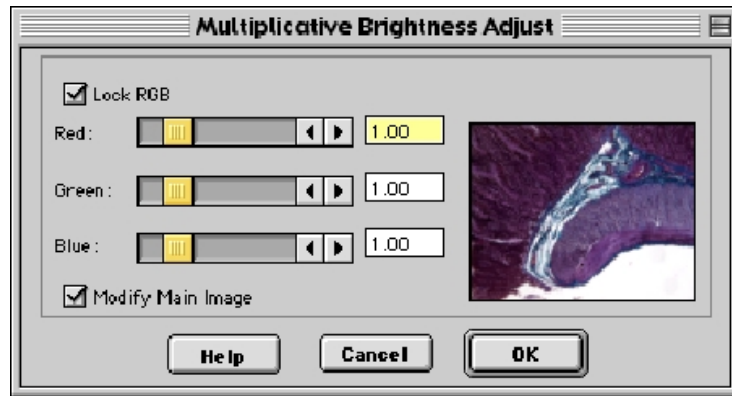 Multiplicative Brightness Adjust
Lock RGB
Red: 1.00
Green: 1.00
Blue: 1.00
Modify Main Image
Help Cancel OK